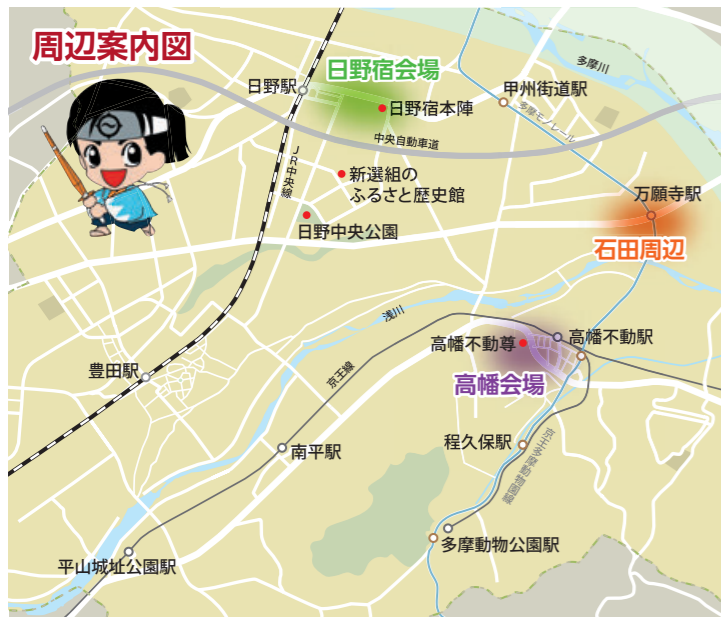 周辺案内図
日野駅
日野宿会場
日野宿本陣
甲州街道駅
多摩川
多摩モノレール
中央自動車道
JR中央線
新選組の
ふるさと歴史館
日野中央公園
万願寺駅
石田周辺
浅川
高幡不動尊
高幡不動駅
高幡会場
豊田駅
京王線
南平駅
程久保駅
京王多摩動物園線
多摩動物公園駅
平山城址公園駅